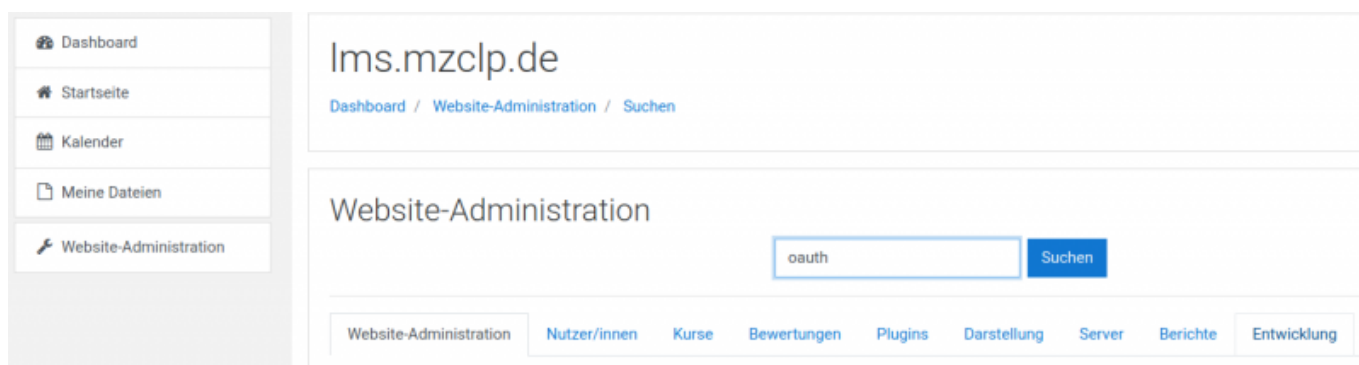 Dashboard
Startseite
Kalender
Meine Dateien
Website-Administration
lms.mzclp.de
Dashboard / Website-Administration / Suchen
Website-Administration
oauth Suchen
Website-Administration Nutzer/innen Kurse Bewertungen Plugins Darstellung Server Berichte Entwicklung